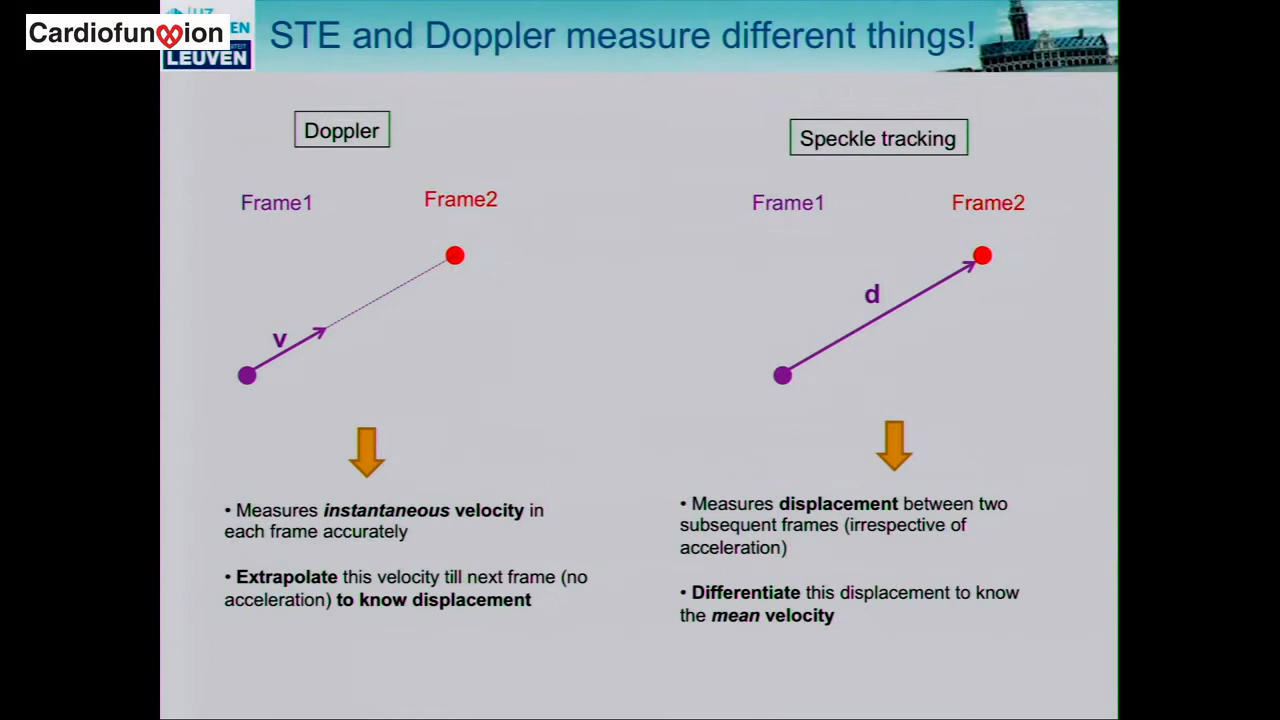 Cardiofunxion
STE and Doppler measure different things!
LEUVEN
Doppler
Speckle tracking
Frame1
Frame2
Frame1
Frame2
v
d
• Measures instantaneous velocity in
each frame accurately
• Extrapolate this velocity till next frame (no
acceleration) to know displacement
• Measures displacement between two
subsequent frames (irrespective of
acceleration)
• Differentiate this displacement to know
the mean velocity